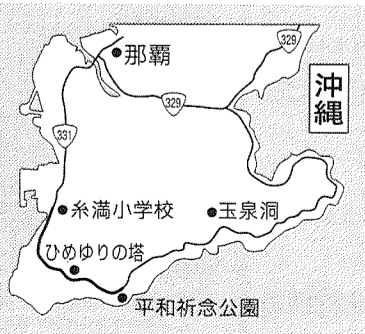 329
那覇
沖縄
329
331
糸満小学校
玉泉洞
ひめゆりの塔
平和祈念公園